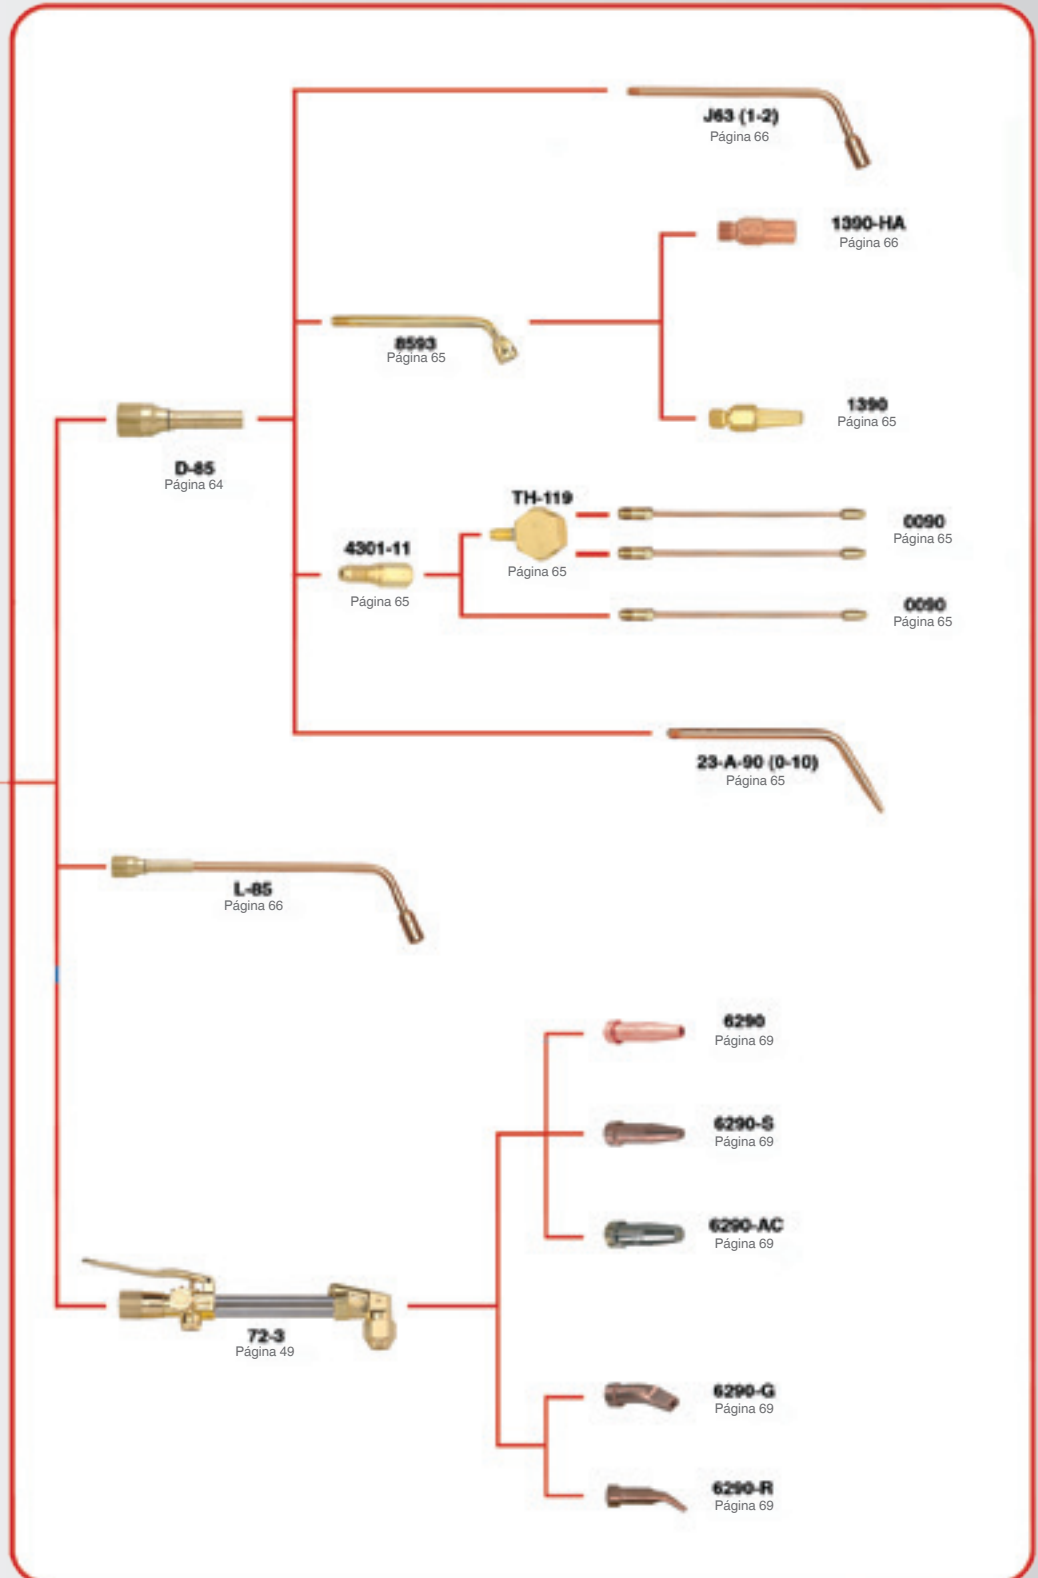 J63 (1-2)
Página 66
1390-HA
Página 66
8593
Página 65
1390
Página 65
D-85
Página 64
TH-119
Página 65
4301-11
Página 65
0090
Página 65
0090
Página 65
23-A-90 (0-10)
Página 65
L-85
Página 66
6290
Página 69
6290-S
Página 69
6290-AC
Página 69
72-3
Página 49
6290-G
Página 69
6290-R
Página 69